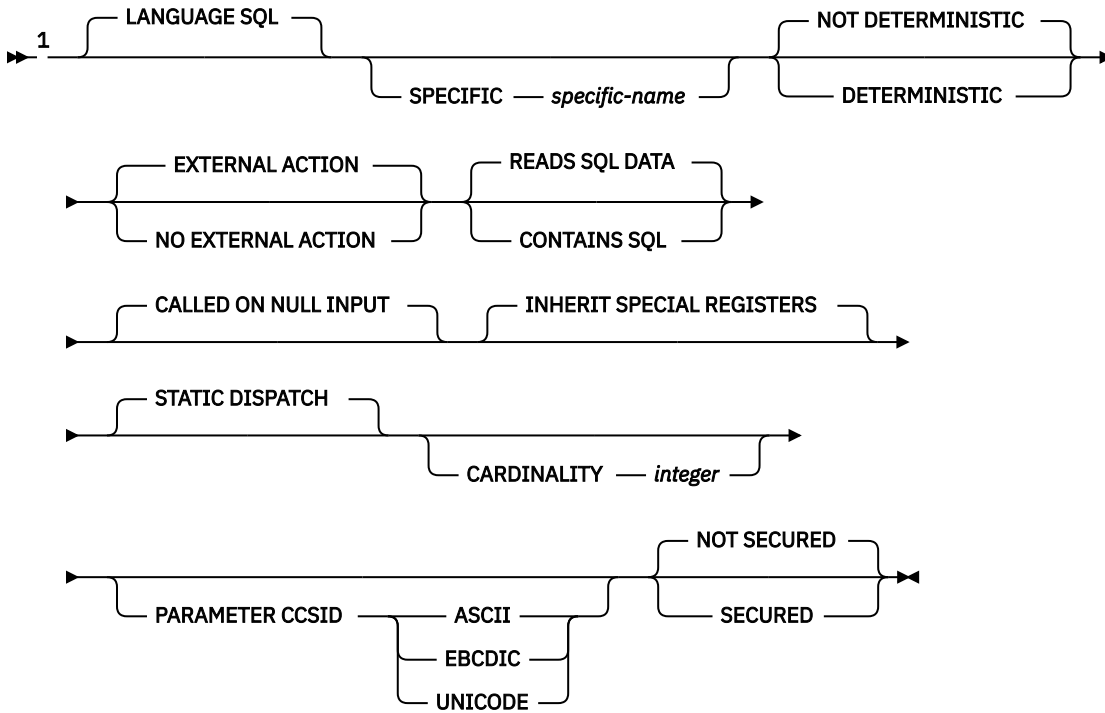 LANGUAGE SQL
NOT DETERMINISTIC
1
SPECIFIC specific-name
DETERMINISTIC
EXTERNAL ACTION
READS SQL DATA
NO EXTERNAL ACTION
CONTAINS SQL
CALLED ON NULL INPUT
INHERIT SPECIAL REGISTERS
STATIC DISPATCH
CARDINALITY integer
NOT SECURED
PARAMETER CCSID
ASCII
SECURED
EBCDIC
UNICODE